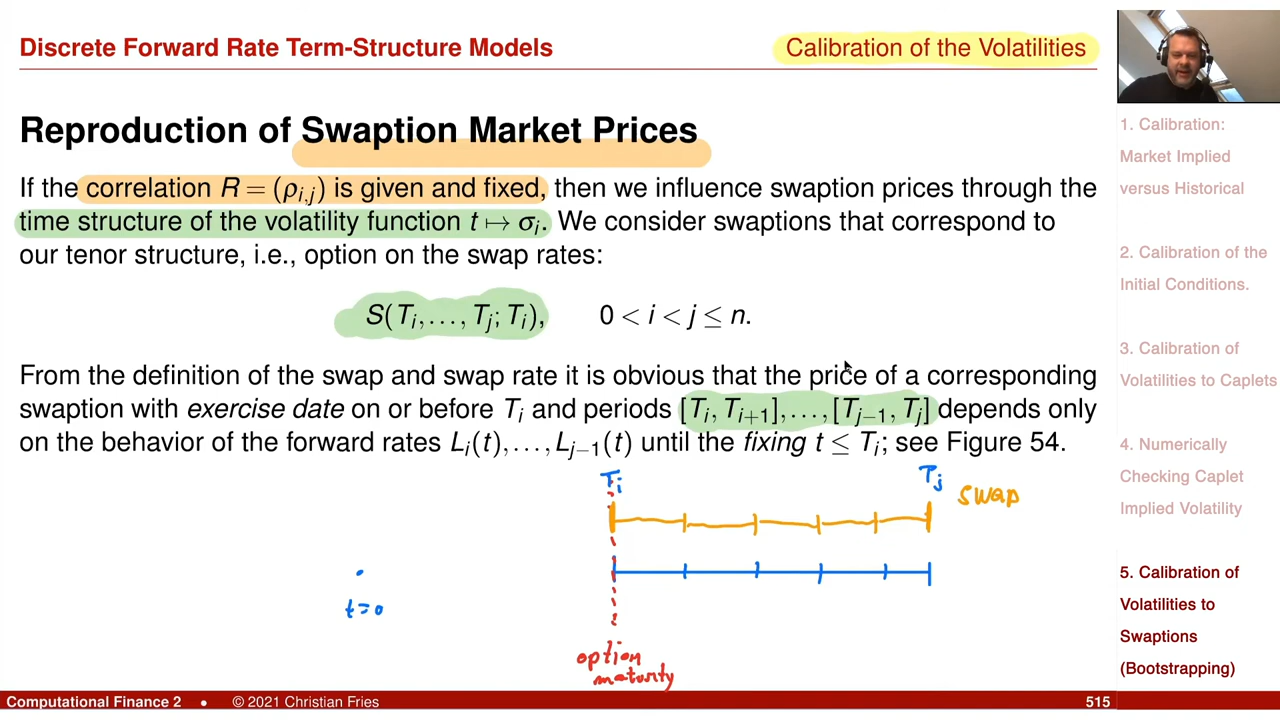 Discrete Forward Rate Term-Structure Models
Calibration of the Volatilities
Reproduction of Swaption Market Prices
If the correlation R = (ρi,j) is given and fixed, then we influence swaption prices through the
time structure of the volatility function t ↦ σi. We consider swaptions that correspond to
our tenor structure, i.e., option on the swap rates:
S(Ti,…,Tj; Ti),   0 < i < j ≤ n.
From the definition of the swap and swap rate it is obvious that the price of a corresponding
swaption with exercise date on or before Ti and periods [Ti, Ti+1],…,[Tj−1, Tj] depends only
on the behavior of the forward rates Li(t),…,Lj−1(t) until the fixing t ≤ Ti; see Figure 54.
Ti
Tj
swap
t=0
option
maturity
1. Calibration:
Market Implied
versus Historical
2. Calibration of the
Initial Conditions.
3. Calibration of
Volatilities to Caplets
4. Numerically
Checking Caplet
Implied Volatility
5. Calibration of
Volatilities to
Swaptions
(Bootstrapping)
Computational Finance 2 • © 2021 Christian Fries
515